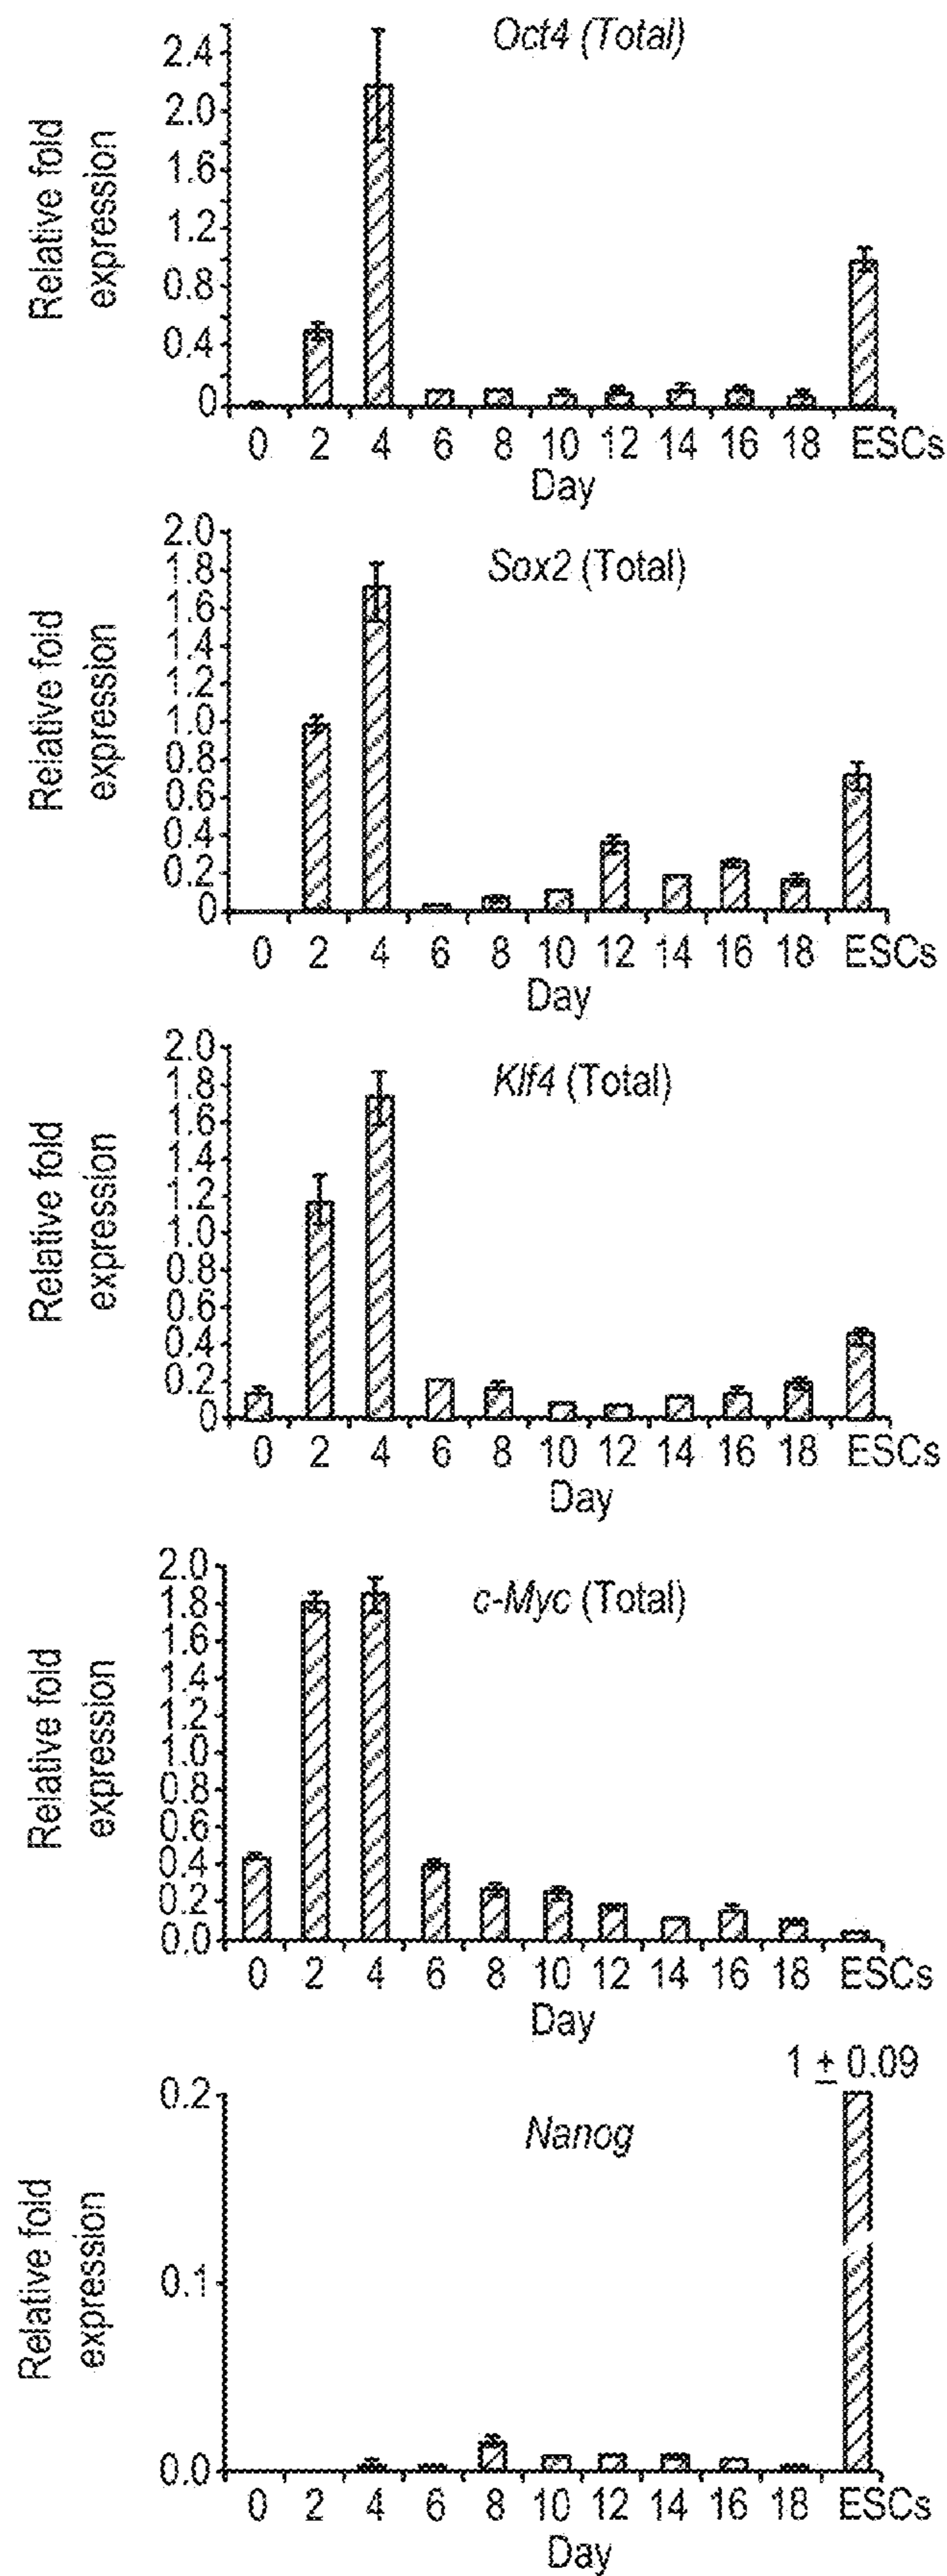 Oct4 (Total)
Relative fold
expression
2.4
2.0
1.6
1.2
0.8
0.4
0
0 2 4 6 8 10 12 14 16 18 ESCs
Day
Sox2 (Total)
Relative fold
expression
2.0
1.8
1.6
1.4
1.2
1.0
0.8
0.6
0.4
0.2
0
0 2 4 6 8 10 12 14 16 18 ESCs
Day
Klf4 (Total)
Relative fold
expression
2.0
1.8
1.6
1.4
1.2
1.0
0.8
0.6
0.4
0.2
0
0 2 4 6 8 10 12 14 16 18 ESCs
Day
c-Myc (Total)
Relative fold
expression
2.0
1.8
1.6
1.4
1.2
1.0
0.8
0.6
0.4
0.2
0.0
0 2 4 6 8 10 12 14 16 18 ESCs
Day
1 ± 0.09
Nanog
Relative fold
expression
0.2
0.1
0.0
0 2 4 6 8 10 12 14 16 18 ESCs
Day